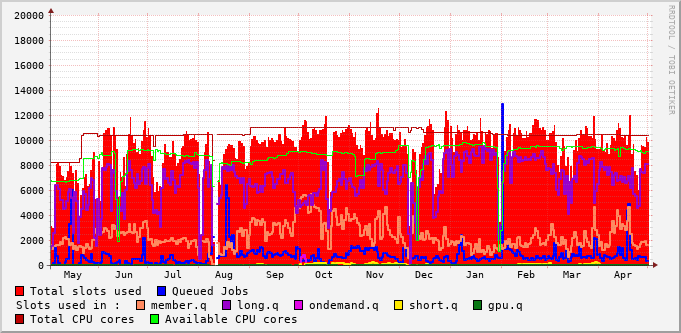 20000
18000
16000
14000
12000
10000
8000
6000
4000
2000
0
May Jun Jul Aug Sep Oct Nov Dec Jan Feb Mar Apr
RRDTOOL / TOBI OETIKER
Total slots used Queued Jobs
Slots used in : member.q long.q ondemand.q short.q gpu.q
Total CPU cores Available CPU cores